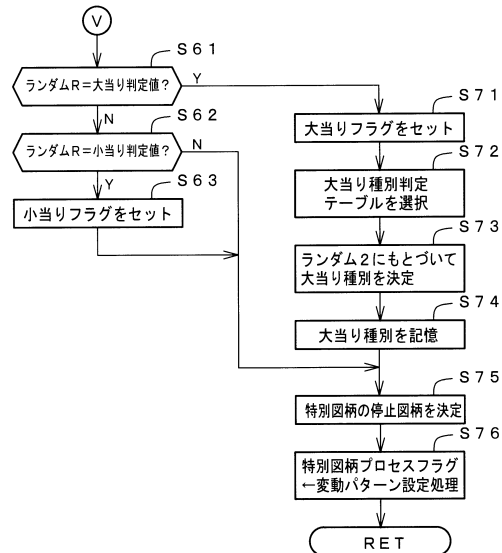 V
S61
ランダムR=大当り判定値?
Y
N
S62
ランダムR=小当り判定値?
N
Y
S63
小当りフラグをセット
S71
大当りフラグをセット
S72
大当り種別判定
テーブルを選択
S73
ランダム2にもとづいて
大当り種別を決定
S74
大当り種別を記憶
S75
特別図柄の停止図柄を決定
S76
特別図柄プロセスフラグ
←変動パターン設定処理
RET